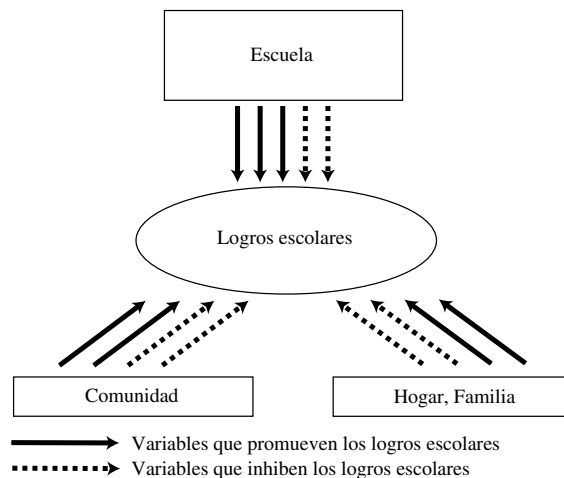 Escuela
Logros escolares
Comunidad
Hogar, Familia
Variables que promueven los logros escolares
Variables que inhiben los logros escolares